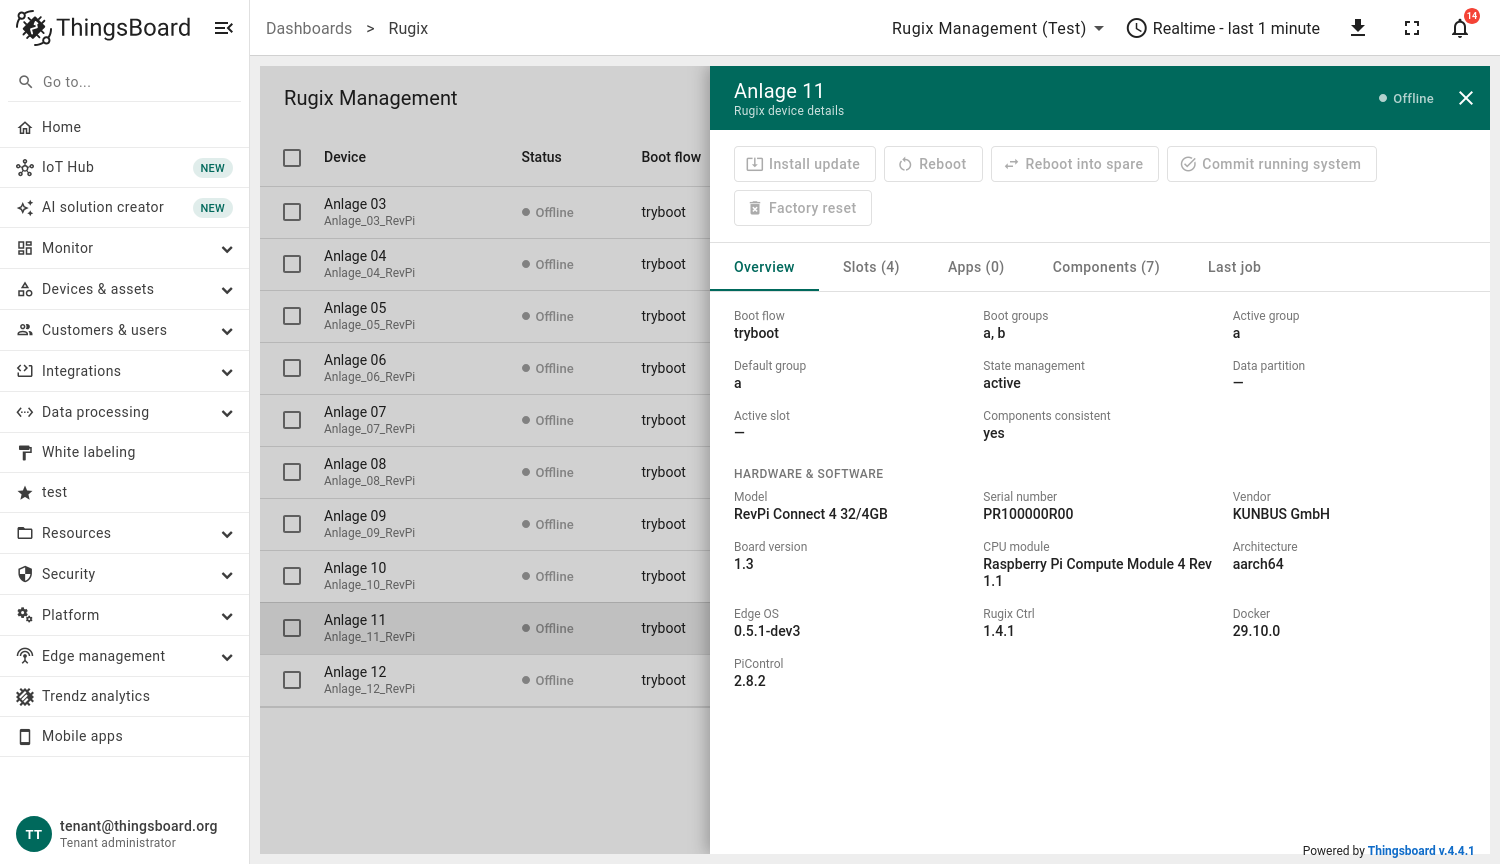 ThingsBoard
Dashboards > Rugix
Rugix Management (Test)
Realtime - last 1 minute
14
Go to...
Home
IoT Hub NEW
AI solution creator NEW
Monitor
Devices & assets
Customers & users
Integrations
Data processing
White labeling
test
Resources
Security
Platform
Edge management
Trendz analytics
Mobile apps
TT
tenant@thingsboard.org
Tenant administrator
Rugix Management
Device Status Boot flow
Anlage 03
Anlage_03_RevPi
Offline tryboot
Anlage 04
Anlage_04_RevPi
Offline tryboot
Anlage 05
Anlage_05_RevPi
Offline tryboot
Anlage 06
Anlage_06_RevPi
Offline tryboot
Anlage 07
Anlage_07_RevPi
Offline tryboot
Anlage 08
Anlage_08_RevPi
Offline tryboot
Anlage 09
Anlage_09_RevPi
Offline tryboot
Anlage 10
Anlage_10_RevPi
Offline tryboot
Anlage 11
Anlage_11_RevPi
Offline tryboot
Anlage 12
Anlage_12_RevPi
Offline tryboot
Anlage 11
Rugix device details
Offline
Install update Reboot Reboot into spare Commit running system
Factory reset
Overview Slots (4) Apps (0) Components (7) Last job
Boot flow Boot groups Active group
tryboot a, b a
Default group State management Data partition
a active —
Active slot Components consistent
— yes
HARDWARE & SOFTWARE
Model Serial number Vendor
RevPi Connect 4 32/4GB PR100000R00 KUNBUS GmbH
Board version CPU module Architecture
1.3 Raspberry Pi Compute Module 4 Rev aarch64
1.1
Edge OS Rugix Ctrl Docker
0.5.1-dev3 1.4.1 29.10.0
PiControl
2.8.2
Powered by Thingsboard v.4.4.1